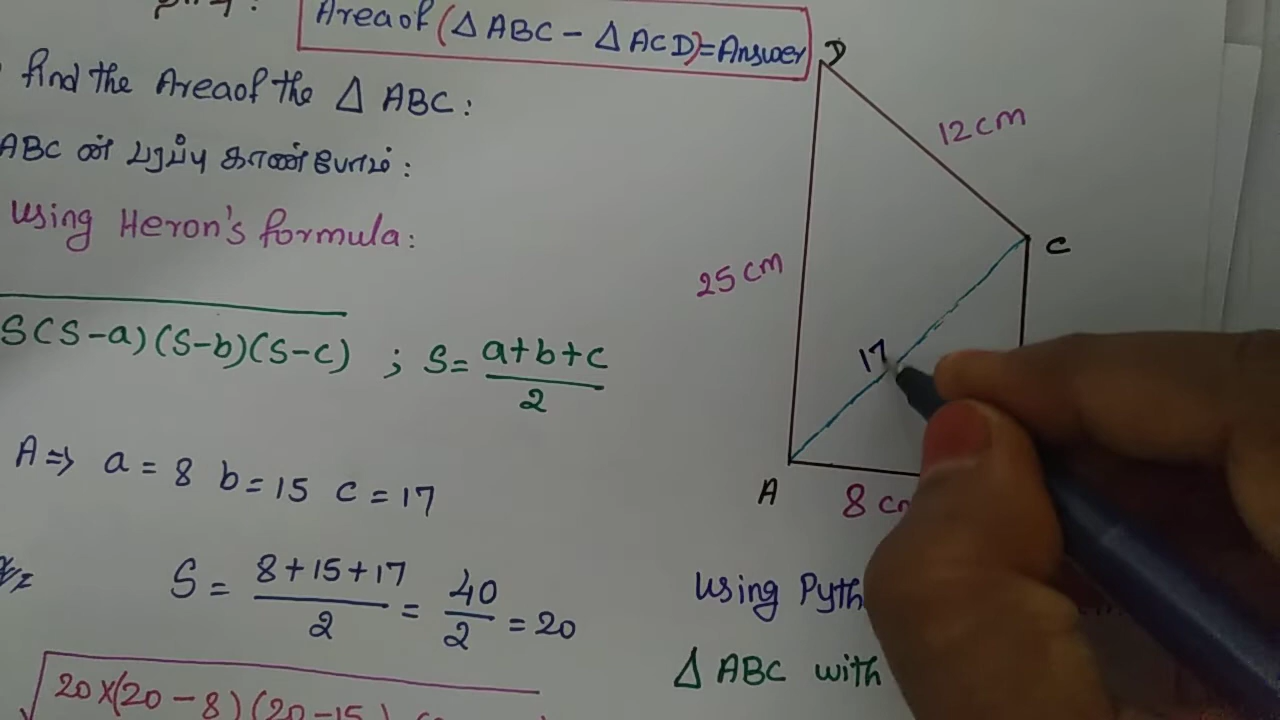 Area of (Δ ABC - Δ ACD) = Answer
find the Area of the Δ ABC :
ABC ன் பரப்பு காண்போம் :
Using Heron's formula:
S(S-a)(S-b)(S-c) ; S = a+b+c / 2
A ⇒ a = 8 b = 15 c = 17
S = 8+15+17 / 2 = 40 / 2 = 20
√20×(20-8)(20-15)
D
12 cm
C
25 cm
17
A
8 cm
Using Pyth
Δ ABC with